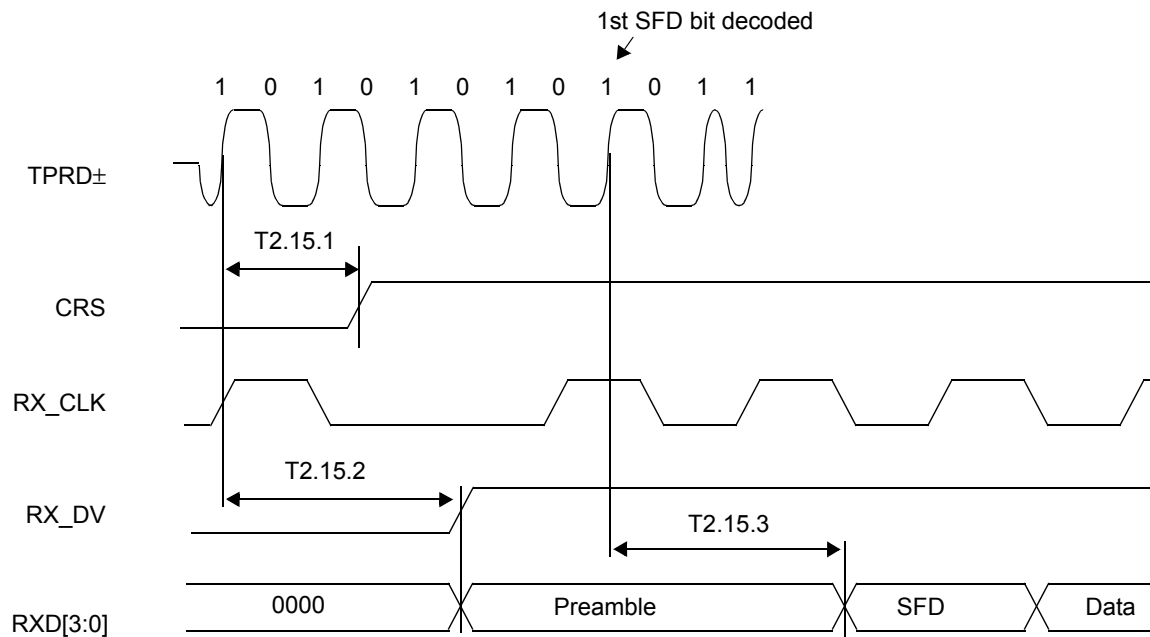 1st SFD bit decoded
1 0 1 0 1 0 1 0 1 0 1 1
TPRD±
T2.15.1
CRS
RX_CLK
T2.15.2
RX_DV
T2.15.3
RXD[3:0] 0000 Preamble SFD Data